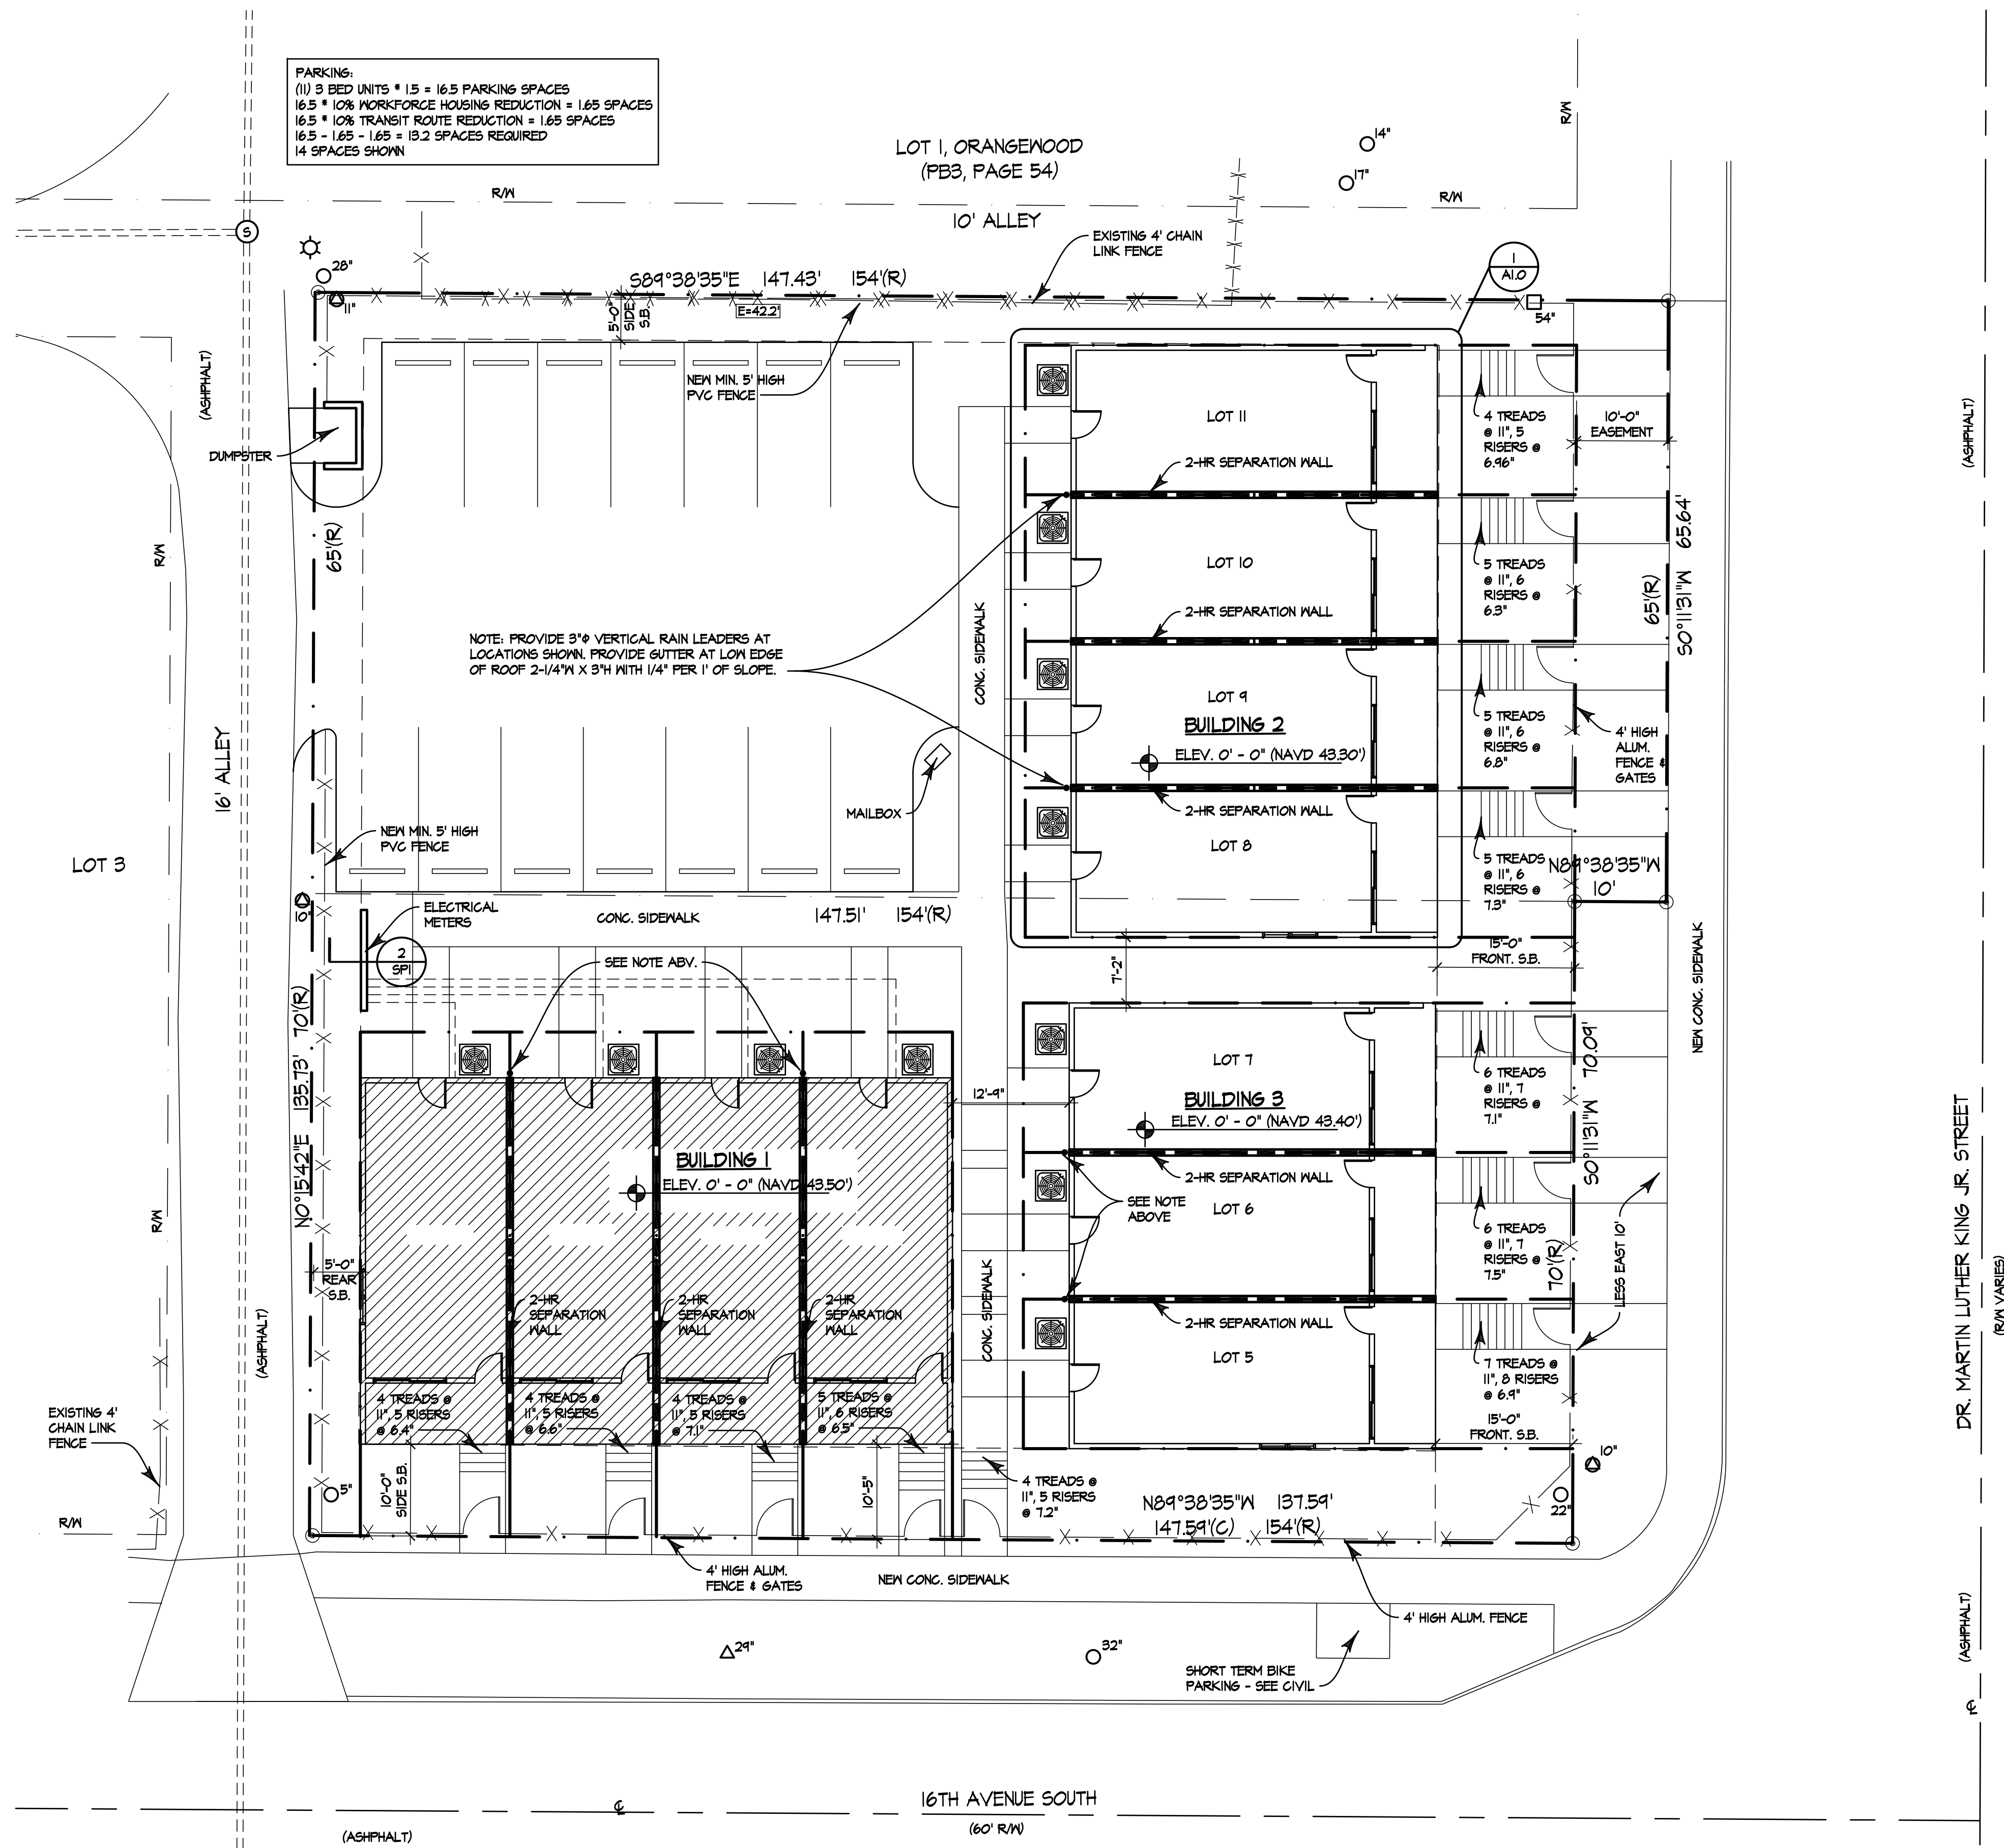 PARKING:
(11) 3 BED UNITS * 1.5 = 16.5 PARKING SPACES
16.5 * 10% WORKFORCE HOUSING REDUCTION = 1.65 SPACES
16.5 * 10% TRANSIT ROUTE REDUCTION = 1.65 SPACES
16.5 - 1.65 - 1.65 = 13.2 SPACES REQUIRED
14 SPACES SHOWN
R/W
LOT 1, ORANGEWOOD
(PB3, PAGE 54)
14"
17"
R/W
R/W
10' ALLEY
S
28"
11"
EXISTING 4' CHAIN
LINK FENCE
1
A1.0
S89°38'35"E 147.43' 154'(R)
E=42.2'
5'-0"
SIDE
S.B.
54"
(ASHPHALT)
NEW MIN. 5' HIGH
PVC FENCE
DUMPSTER
LOT 11
2-HR SEPARATION WALL
4 TREADS
@ 11", 5
RISERS @
6.96"
10'-0"
EASEMENT
(ASHPHALT)
R/W
65'(R)
LOT 10
2-HR SEPARATION WALL
5 TREADS
@ 11", 6
RISERS @
6.3"
65'(R)
S0°11'31"W 65.64'
NOTE: PROVIDE 3"Φ VERTICAL RAIN LEADERS AT
LOCATIONS SHOWN. PROVIDE GUTTER AT LOW EDGE
OF ROOF 2-1/4"W X 3"H WITH 1/4" PER 1' OF SLOPE.
CONC. SIDEWALK
LOT 9
BUILDING 2
ELEV. 0' - 0" (NAVD 43.30')
2-HR SEPARATION WALL
5 TREADS
@ 11", 6
RISERS @
6.8"
4' HIGH
ALUM.
FENCE &
GATES
16' ALLEY
MAILBOX
LOT 8
5 TREADS
@ 11", 6
RISERS @
7.3"
N89°38'35"W
10'
LOT 3
NEW MIN. 5' HIGH
PVC FENCE
10"
ELECTRICAL
METERS
CONC. SIDEWALK
147.51' 154'(R)
2
SP1
SEE NOTE ABV.
7'-2"
15'-0"
FRONT. S.B.
NEW CONC. SIDEWALK
N0°15'42"E 135.73' 70'(R)
LOT 7
BUILDING 3
ELEV. 0' - 0" (NAVD 43.40')
2-HR SEPARATION WALL
6 TREADS
@ 11", 7
RISERS @
7.1"
S0°11'31"W 70.09'
12'-9"
BUILDING 1
ELEV. 0' - 0" (NAVD 43.50')
SEE NOTE
ABOVE
LOT 6
2-HR SEPARATION WALL
6 TREADS
@ 11", 7
RISERS @
7.5"
70'(R)
LESS EAST 10'
R/W
5'-0"
REAR
S.B.
2-HR
SEPARATION
WALL
2-HR
SEPARATION
WALL
2-HR
SEPARATION
WALL
CONC. SIDEWALK
LOT 5
7 TREADS @
11", 8 RISERS
@ 6.9"
15'-0"
FRONT. S.B.
(ASHPHALT)
4 TREADS @
11", 5 RISERS
@ 6.4"
4 TREADS @
11", 5 RISERS
@ 6.6"
4 TREADS @
11", 5 RISERS
@ 7.1"
5 TREADS @
11", 6 RISERS
@ 6.5"
EXISTING 4'
CHAIN LINK
FENCE
R/W
5"
10'-0"
SIDE S.B.
10'-5"
4 TREADS @
11", 5 RISERS
@ 7.2"
N89°38'35"W 137.59'
147.59'(C) 154'(R)
10"
22"
4' HIGH ALUM.
FENCE & GATES
NEW CONC. SIDEWALK
4' HIGH ALUM. FENCE
29"
32"
SHORT TERM BIKE
PARKING - SEE CIVIL
DR. MARTIN LUTHER KING JR. STREET
(R/W VARIES)
(ASHPHALT)
16TH AVENUE SOUTH
(60' R/W)
(ASHPHALT)